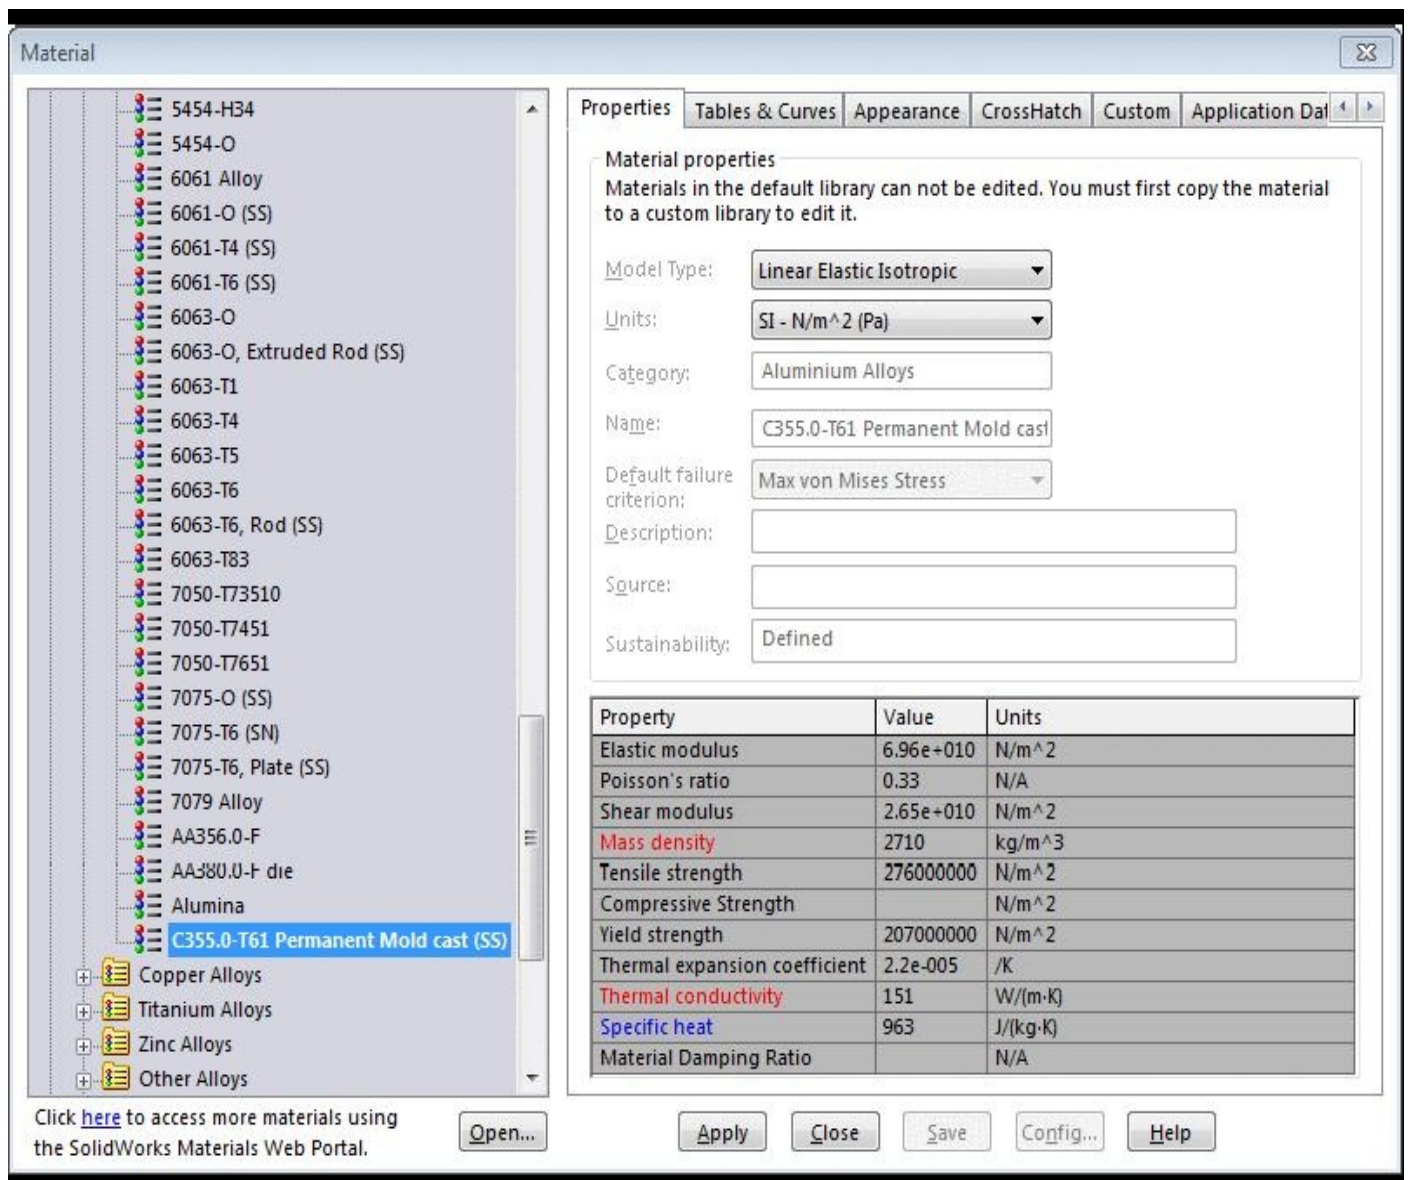 Material
5454-H34
5454-O
6061 Alloy
6061-O (SS)
6061-T4 (SS)
6061-T6 (SS)
6063-O
6063-O, Extruded Rod (SS)
6063-T1
6063-T4
6063-T5
6063-T6
6063-T6, Rod (SS)
6063-T83
7050-T73510
7050-T7451
7050-T7651
7075-O (SS)
7075-T6 (SN)
7075-T6, Plate (SS)
7079 Alloy
AA356.0-F
AA380.0-F die
Alumina
C355.0-T61 Permanent Mold cast (SS)
Copper Alloys
Titanium Alloys
Zinc Alloys
Other Alloys
Click here to access more materials using
the SolidWorks Materials Web Portal.
Open...
Properties Tables & Curves Appearance CrossHatch Custom Application Dat
Material properties
Materials in the default library can not be edited. You must first copy the material
to a custom library to edit it.
Model Type: Linear Elastic Isotropic
Units: SI - N/m^2 (Pa)
Category: Aluminium Alloys
Name: C355.0-T61 Permanent Mold cast
Default failure
criterion: Max von Mises Stress
Description:
Source:
Sustainability: Defined
Property Value Units
Elastic modulus 6.96e+010 N/m^2
Poisson's ratio 0.33 N/A
Shear modulus 2.65e+010 N/m^2
Mass density 2710 kg/m^3
Tensile strength 276000000 N/m^2
Compressive Strength N/m^2
Yield strength 207000000 N/m^2
Thermal expansion coefficient 2.2e-005 /K
Thermal conductivity 151 W/(m·K)
Specific heat 963 J/(kg·K)
Material Damping Ratio N/A
Apply Close Save Config... Help